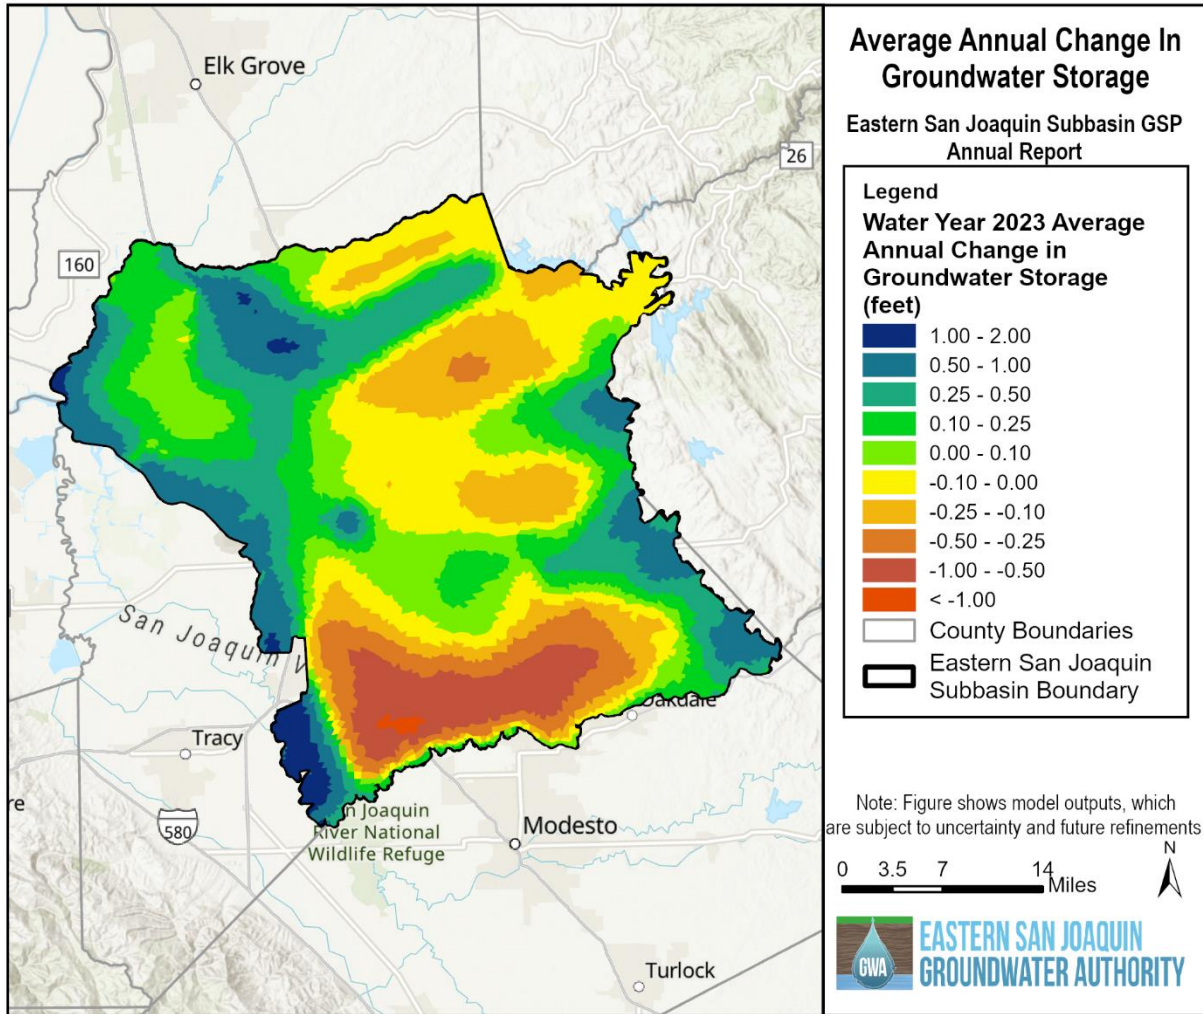 Elk Grove
160
26
San Joaquin V
Oakdale
Tracy
580
n Joaquin
River National
Wildlife Refuge
Modesto
Turlock
re
Average Annual Change In
Groundwater Storage
Eastern San Joaquin Subbasin GSP
Annual Report
Legend
Water Year 2023 Average
Annual Change in
Groundwater Storage
(feet)
1.00 - 2.00
0.50 - 1.00
0.25 - 0.50
0.10 - 0.25
0.00 - 0.10
-0.10 - 0.00
-0.25 - -0.10
-0.50 - -0.25
-1.00 - -0.50
< -1.00
County Boundaries
Eastern San Joaquin
Subbasin Boundary
Note: Figure shows model outputs, which
are subject to uncertainty and future refinements
N
0 3.5 7 14
Miles
GWA
EASTERN SAN JOAQUIN
GROUNDWATER AUTHORITY